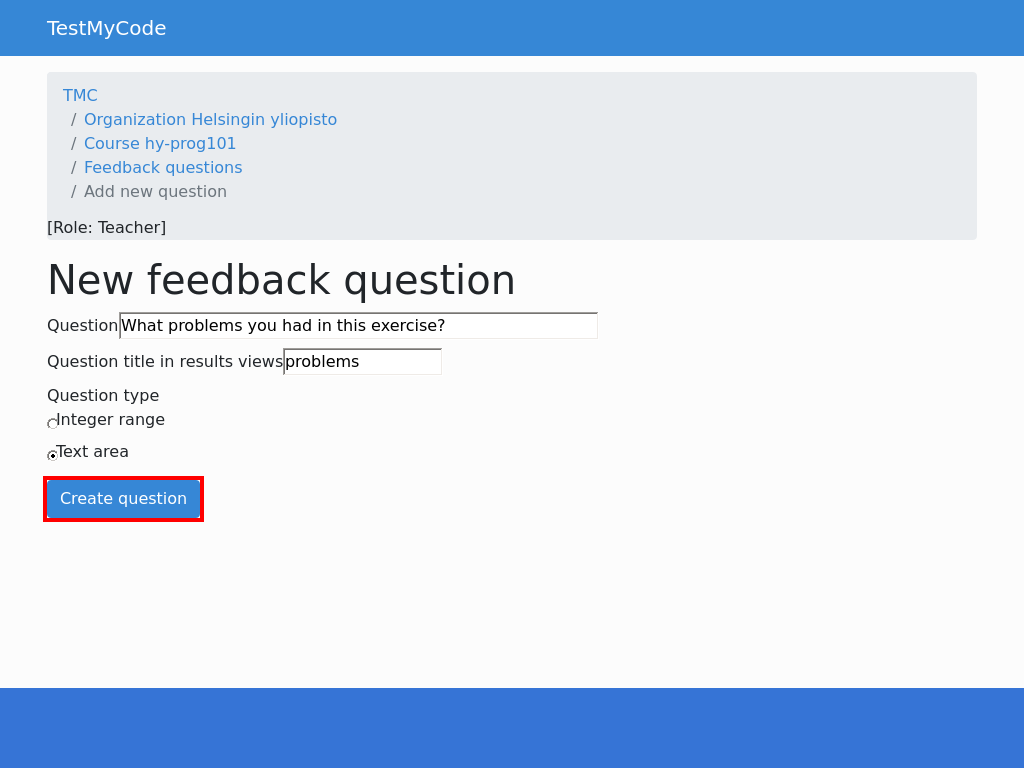 TestMyCode
TMC
/ Organization Helsingin yliopisto
/ Course hy-prog101
/ Feedback questions
/ Add new question
[Role: Teacher]
New feedback question
Question What problems you had in this exercise?
Question title in results views problems
Question type
Integer range
Text area
Create question